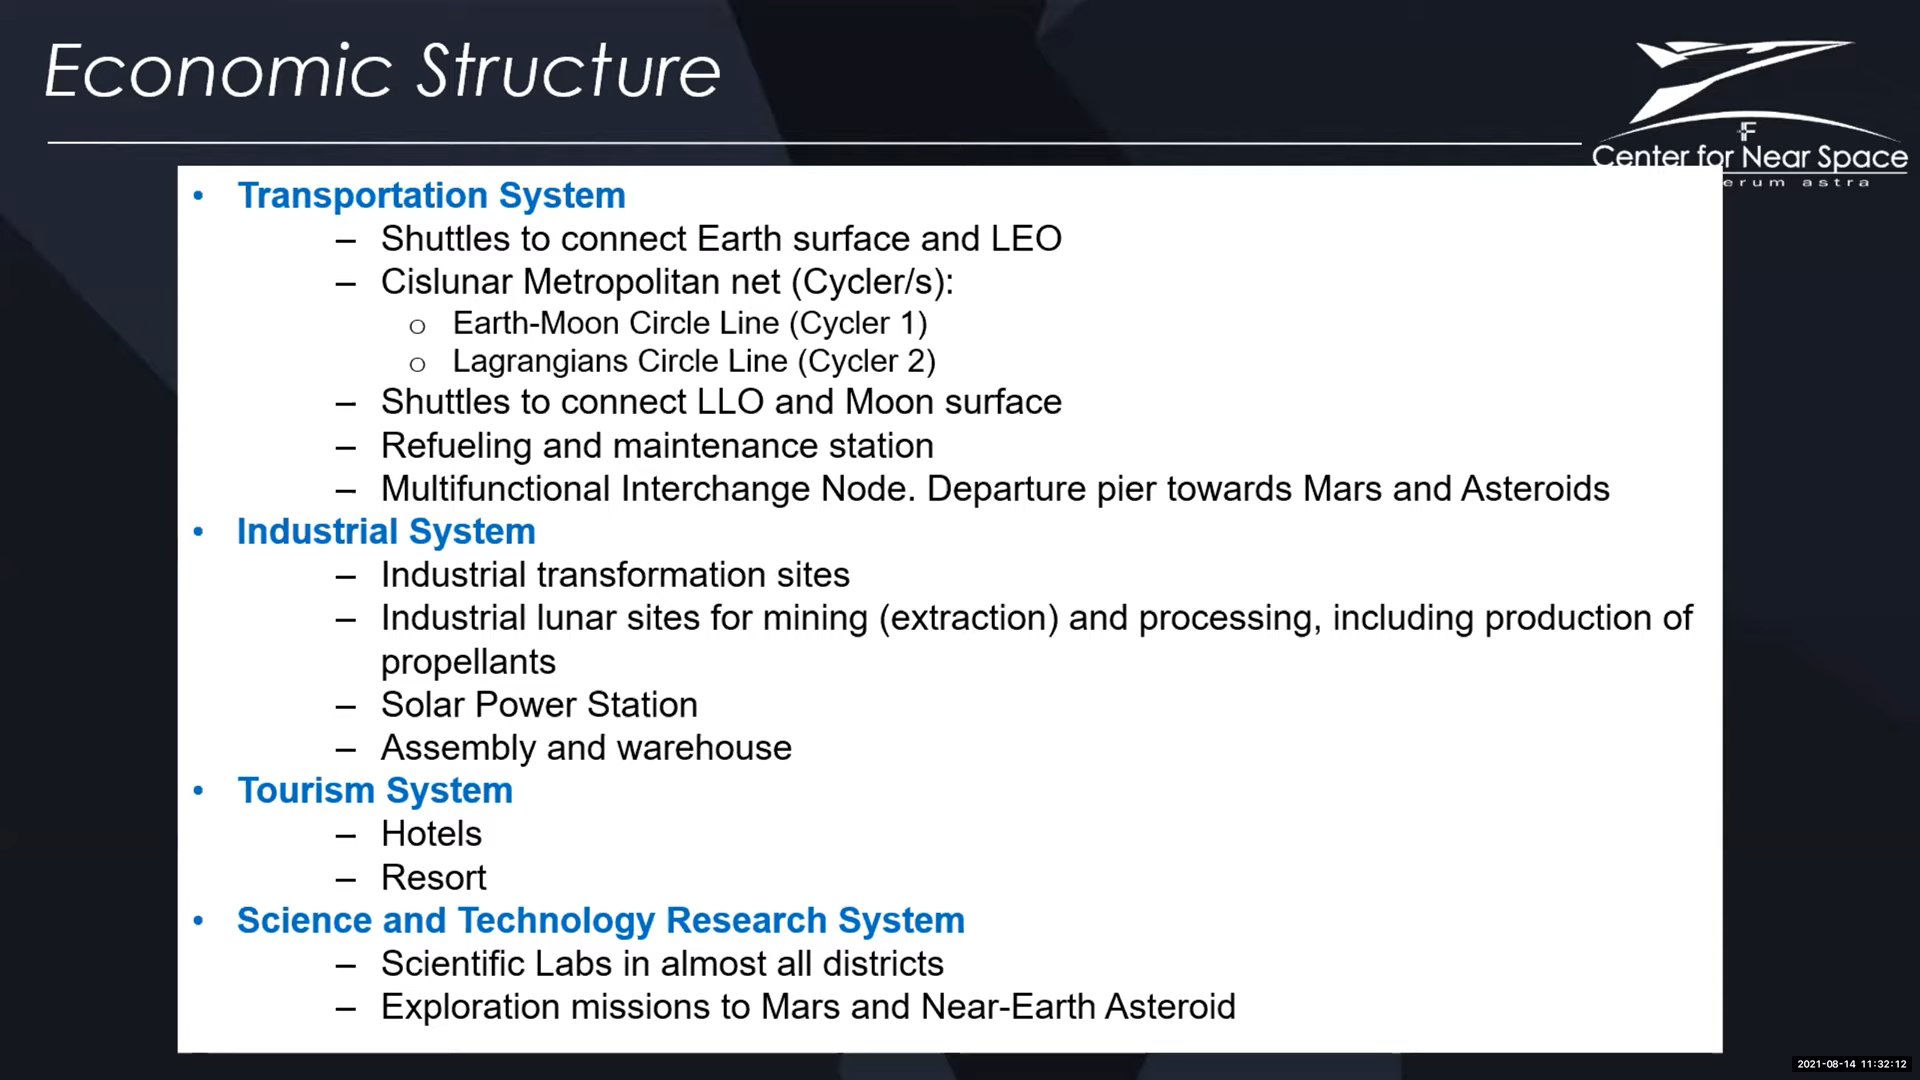 Economic Structure
F
Center for Near Space
erum astra
• Transportation System
– Shuttles to connect Earth surface and LEO
– Cislunar Metropolitan net (Cycler/s):
o Earth-Moon Circle Line (Cycler 1)
o Lagrangians Circle Line (Cycler 2)
– Shuttles to connect LLO and Moon surface
– Refueling and maintenance station
– Multifunctional Interchange Node. Departure pier towards Mars and Asteroids
• Industrial System
– Industrial transformation sites
– Industrial lunar sites for mining (extraction) and processing, including production of
propellants
– Solar Power Station
– Assembly and warehouse
• Tourism System
– Hotels
– Resort
• Science and Technology Research System
– Scientific Labs in almost all districts
– Exploration missions to Mars and Near-Earth Asteroid
2021-08-14 11:32:12